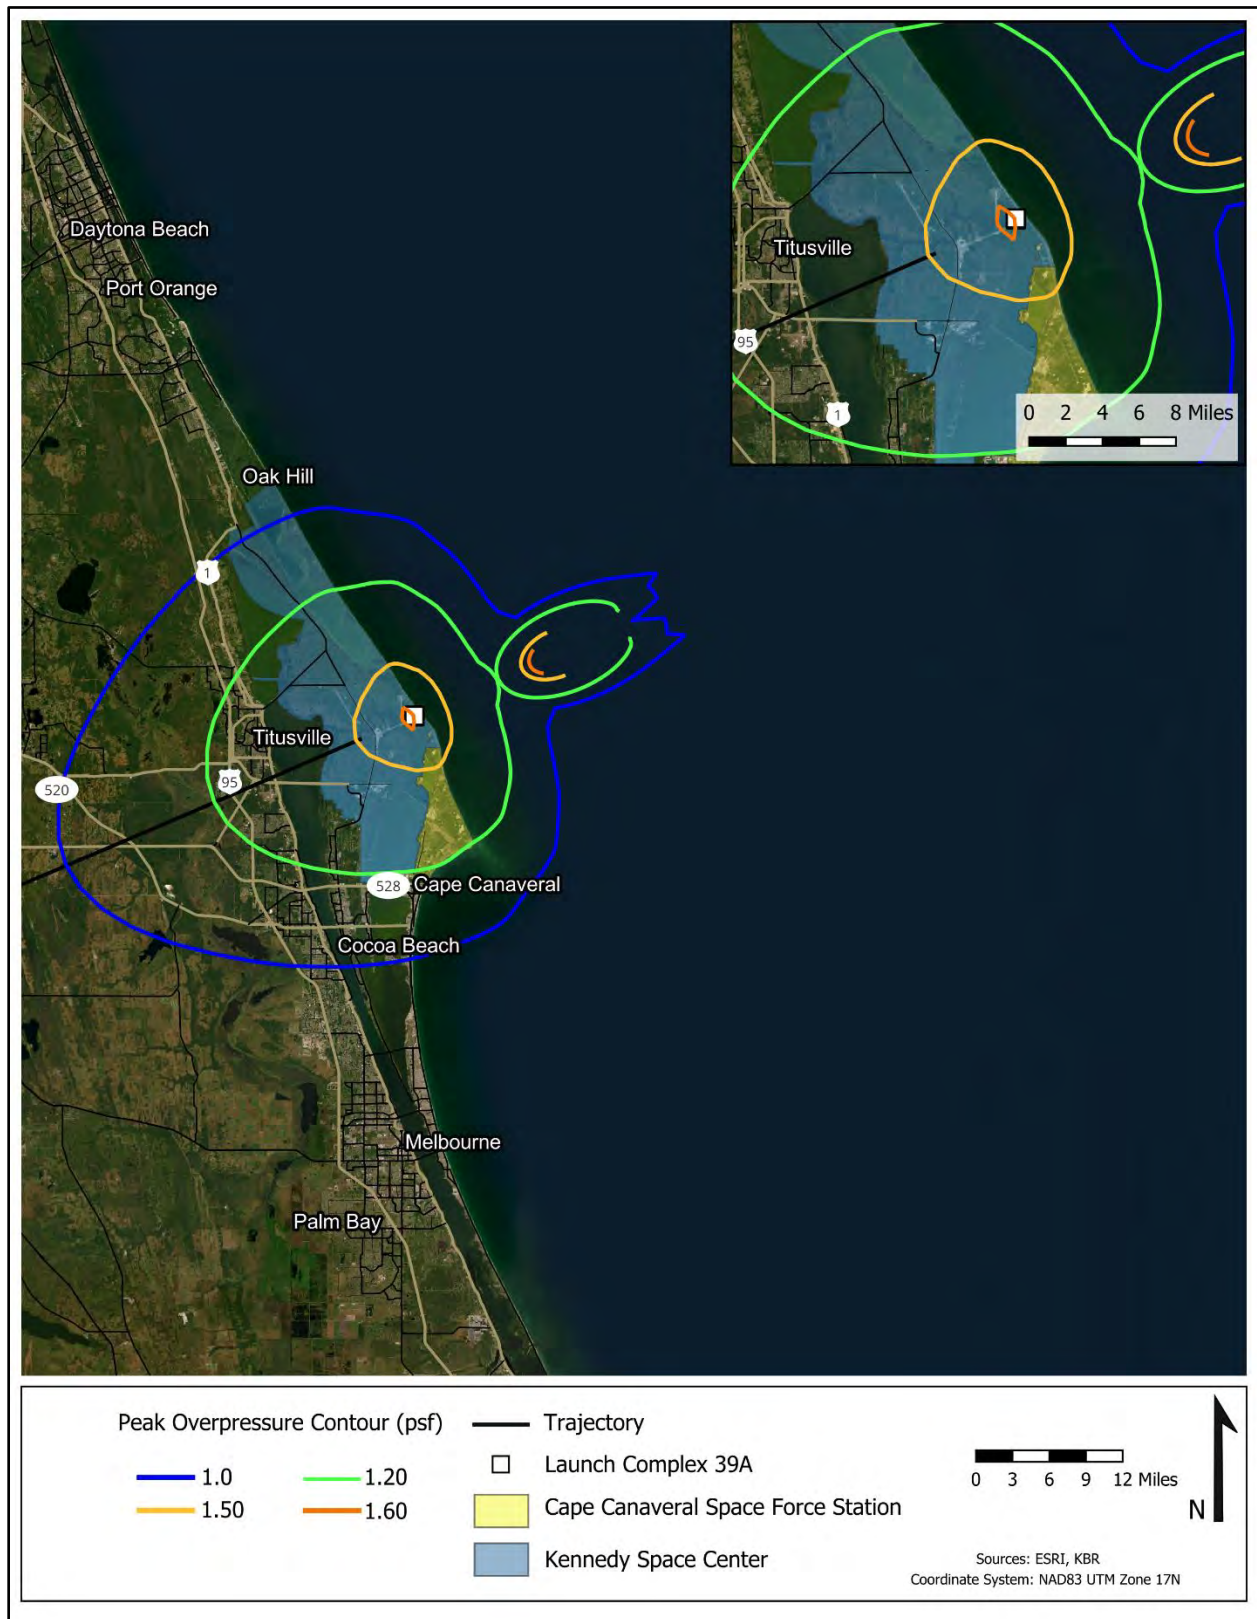 Daytona Beach
Port Orange
Oak Hill
1
Titusville
95
520
528
Cape Canaveral
Cocoa Beach
Melbourne
Palm Bay
Titusville
95
1
0 2 4 6 8 Miles
Peak Overpressure Contour (psf)
1.0
1.20
1.50
1.60
Trajectory
Launch Complex 39A
Cape Canaveral Space Force Station
Kennedy Space Center
0 3 6 9 12 Miles
N
Sources: ESRI, KBR
Coordinate System: NAD83 UTM Zone 17N